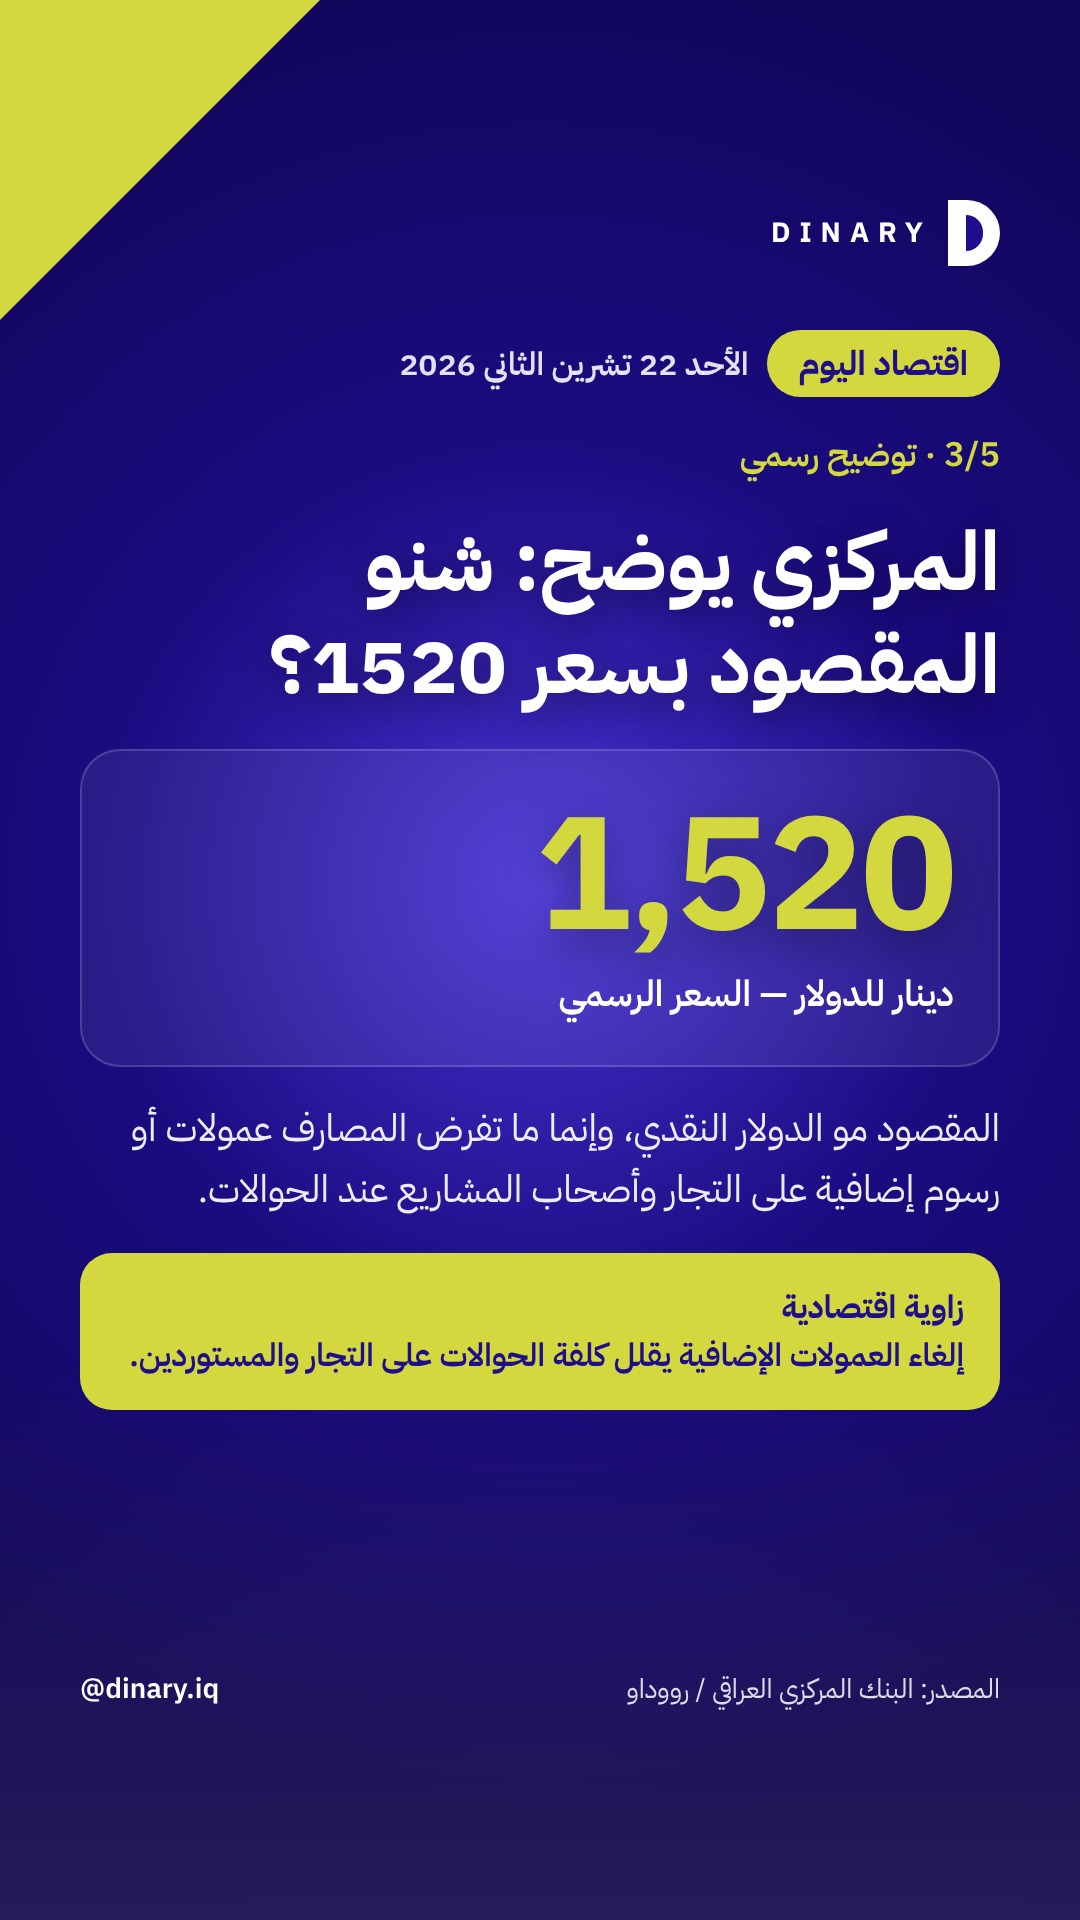 DINARY
اقتصاد اليوم الأحد 22 تشرين الثاني 2026
3/5 · توضيح رسمي
المركزي يوضح: شنو
المقصود بسعر 1520؟
1,520
دينار للدولار — السعر الرسمي
المقصود مو الدولار النقدي، وإنما ما تفرض المصارف عمولات أو
رسوم إضافية على التجار وأصحاب المشاريع عند الحوالات.
زاوية اقتصادية
إلغاء العمولات الإضافية يقلل كلفة الحوالات على التجار والمستوردين.
المصدر: البنك المركزي العراقي / رووداو
@dinary.iq